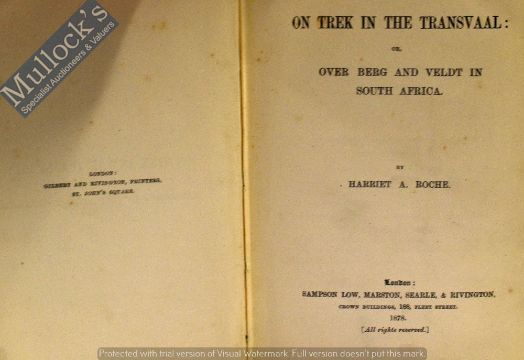 Mullock's
Specialist Auctioneers & Valuers
LONDON:
GILBERT AND RIVINGTON, PRINTERS,
ST. JOHN'S SQUARE.
ON TREK IN THE TRANSVAAL:
OR,
OVER BERG AND VELDT IN
SOUTH AFRICA.
BY
HARRIET A. ROCHE.
London:
SAMPSON LOW, MARSTON, SEARLE, & RIVINGTON,
CROWN BUILDINGS, 188, FLEET STREET.
1878.
[All rights reserved.]
Protected with trial version of Visual Watermark. Full version doesn't put this mark.